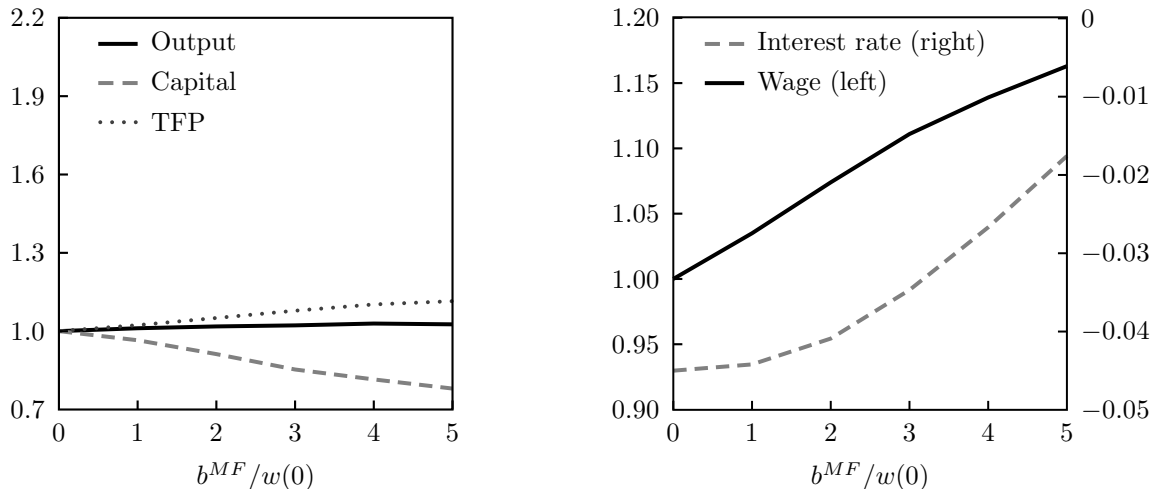 2.2
1.9
1.6
1.3
1.0
0.7
0 1 2 3 4 5
Output
Capital
TFP
b^{MF}/w(0)
1.20
1.15
1.10
1.05
1.00
0.95
0.90
0 1 2 3 4 5
Interest rate (right)
Wage (left)
0
−0.01
−0.02
−0.03
−0.04
−0.05
b^{MF}/w(0)